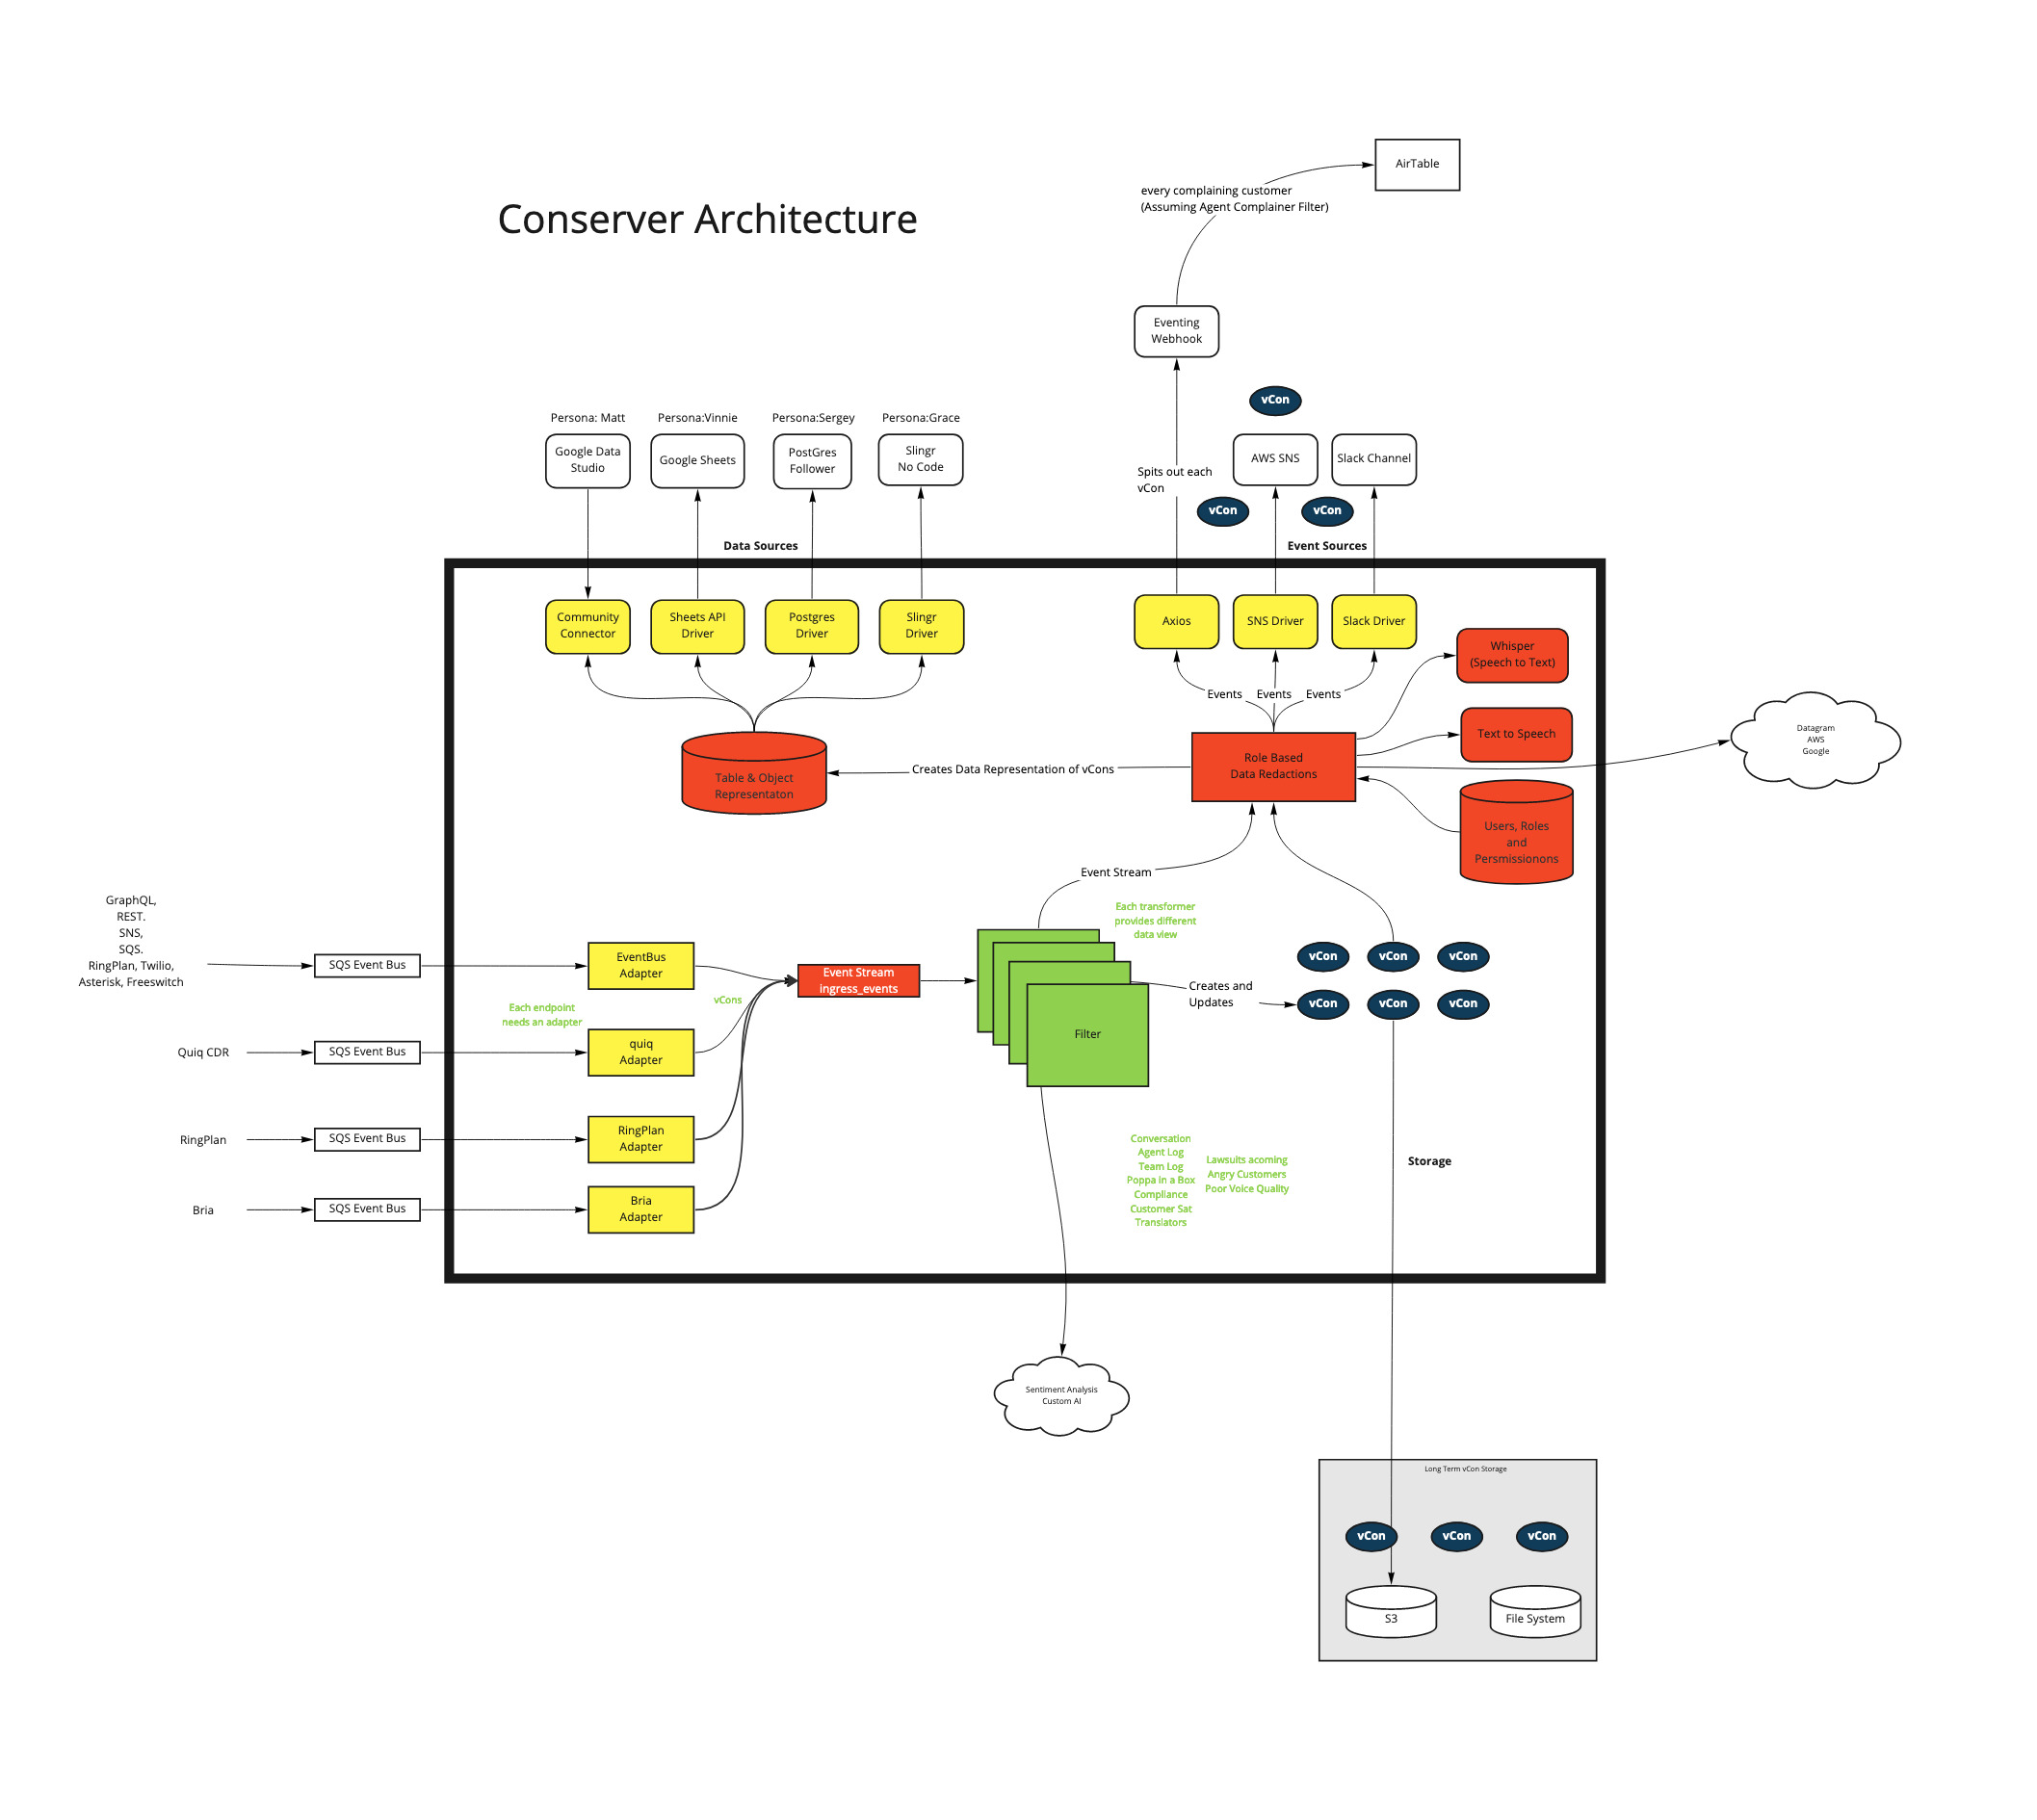 AirTable
every complaining customer
(Assuming Agent Complainer Filter)
Conserver Architecture
Eventing
Webhook
vCon
Persona: Matt
Persona:Vinnie
Persona:Sergey
Persona:Grace
Google Data
Studio
Google Sheets
PostGres
Follower
Slingr
No Code
AWS SNS
Slack Channel
Spits out each
vCon
vCon
vCon
Data Sources
Event Sources
Community
Connector
Sheets API
Driver
Postgres
Driver
Slingr
Driver
Axios
SNS Driver
Slack Driver
Whisper
(Speech to Text)
Events
Events
Events
Text to Speech
Datagram
AWS
Google
Role Based
Data Redactions
Creates Data Representation of vCons
Table & Object
Representaton
Users, Roles
and
Persmissionons
Event Stream
Each transformer
provides different
data view
GraphQL,
REST.
SNS,
SQS.
RingPlan, Twilio,
Asterisk, Freeswitch
SQS Event Bus
EventBus
Adapter
Event Stream
ingress_events
vCon
vCon
vCon
Creates and
Updates
vCon
vCon
vCon
vCons
Each endpoint
needs an adapter
Filter
Quiq CDR
SQS Event Bus
quiq
Adapter
RingPlan
SQS Event Bus
RingPlan
Adapter
Conversation
Agent Log
Team Log
Poppa in a Box
Compliance
Customer Sat
Translators
Lawsuits acoming
Angry Customers
Poor Voice Quality
Storage
Bria
SQS Event Bus
Bria
Adapter
Sentiment Analysis
Custom AI
Long Term vCon Storage
vCon
vCon
vCon
S3
File System